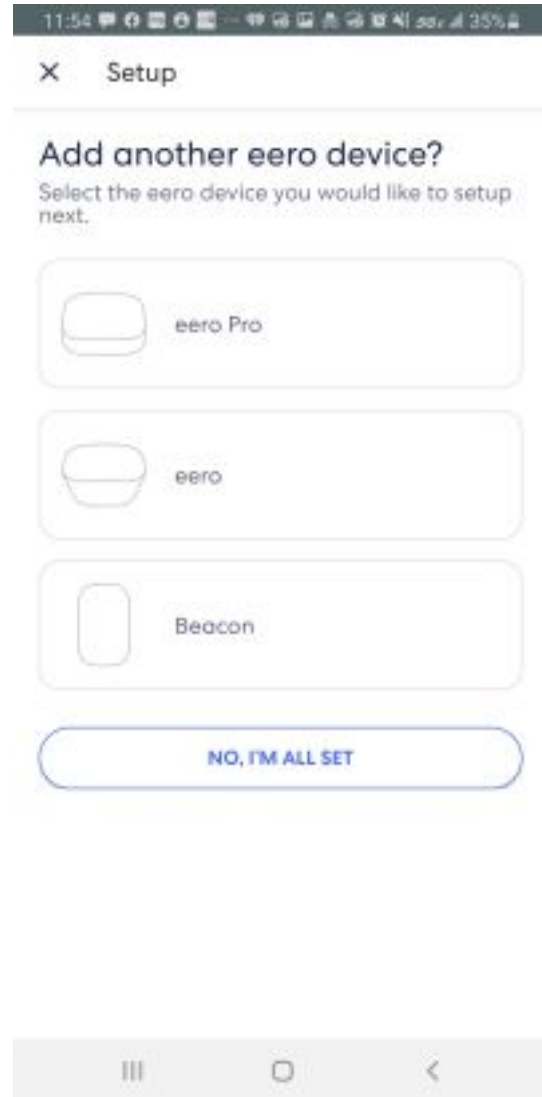 11:54 35%
Setup
Add another eero device?
Select the eero device you would like to setup
next.
eero Pro
eero
Beacon
NO, I'M ALL SET